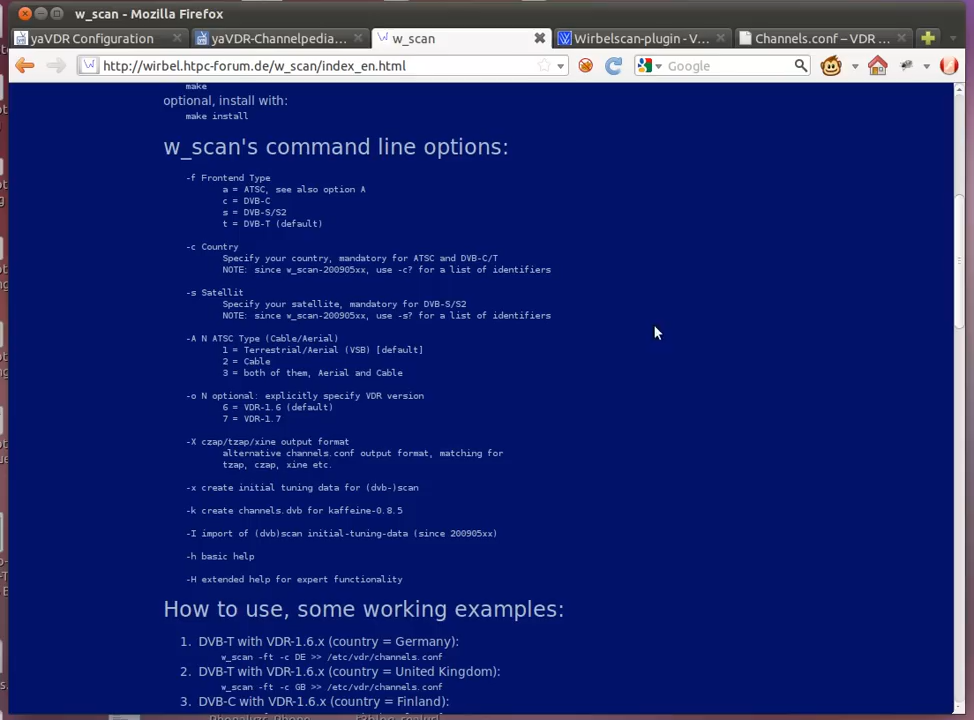 w_scan - Mozilla Firefox
yaVDR Configuration
yaVDR-Channelpedia...
w_scan
Wirbelscan-plugin - V...
Channels.conf – VDR ...
http://wirbel.htpc-forum.de/w_scan/index_en.html
Google
make
optional, install with:
make install
w_scan's command line options:
-f Frontend Type
a = ATSC, see also option A
c = DVB-C
s = DVB-S/S2
t = DVB-T (default)
-c Country
Specify your country, mandatory for ATSC and DVB-C/T
NOTE: since w_scan-200905xx, use -c? for a list of identifiers
-s Satellit
Specify your satellite, mandatory for DVB-S/S2
NOTE: since w_scan-200905xx, use -s? for a list of identifiers
-A N ATSC Type (Cable/Aerial)
1 = Terrestrial/Aerial (VSB) [default]
2 = Cable
3 = both of them, Aerial and Cable
-o N optional: explicitly specify VDR version
6 = VDR-1.6 (default)
7 = VDR-1.7
-X czap/tzap/xine output format
alternative channels.conf output format, matching for
tzap, czap, xine etc.
-x create initial tuning data for (dvb-)scan
-k create channels.dvb for kaffeine-0.8.5
-I import of (dvb)scan initial-tuning-data (since 200905xx)
-h basic help
-H extended help for expert functionality
How to use, some working examples:
1. DVB-T with VDR-1.6.x (country = Germany):
w_scan -ft -c DE >> /etc/vdr/channels.conf
2. DVB-T with VDR-1.6.x (country = United Kingdom):
w_scan -ft -c GB >> /etc/vdr/channels.conf
3. DVB-C with VDR-1.6.x (country = Finland):